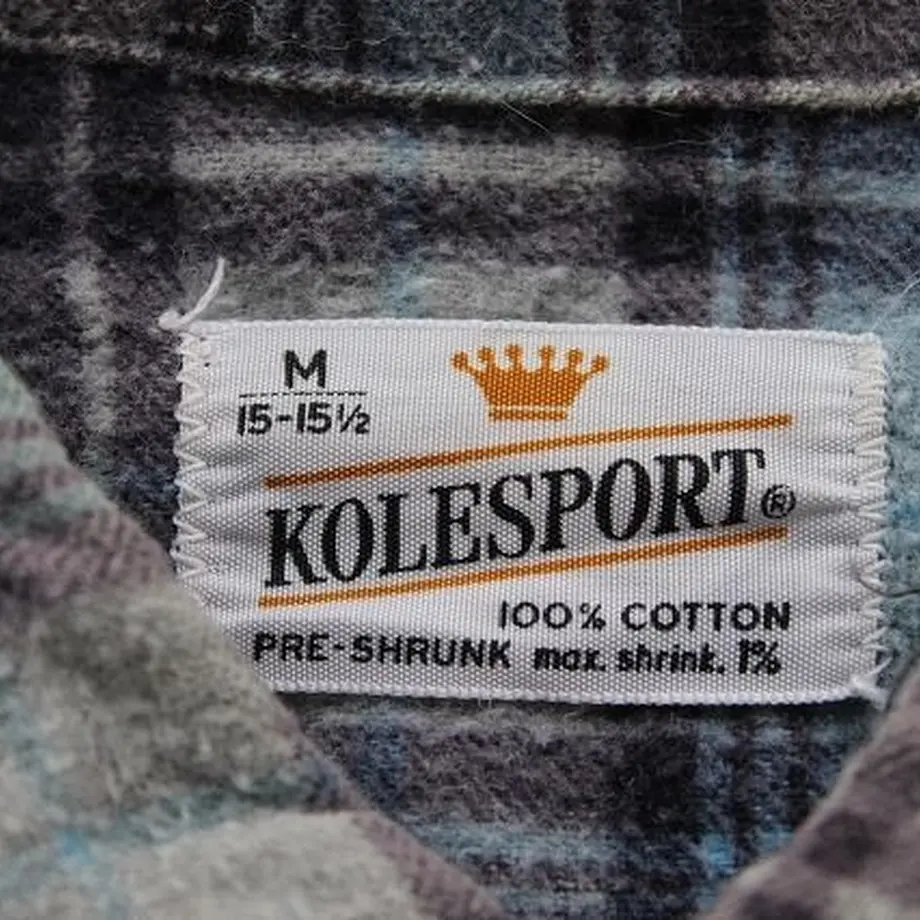 M
15-15½
KOLESPORT®
100% COTTON
PRE-SHRUNK max. shrink. 1%